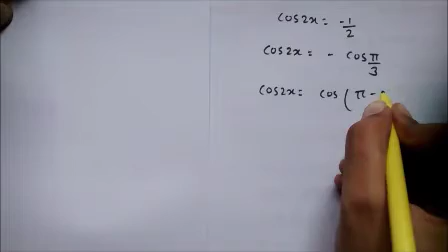 cos2x = -1/2
cos2x = - cos π/3
cos2x = cos (π -